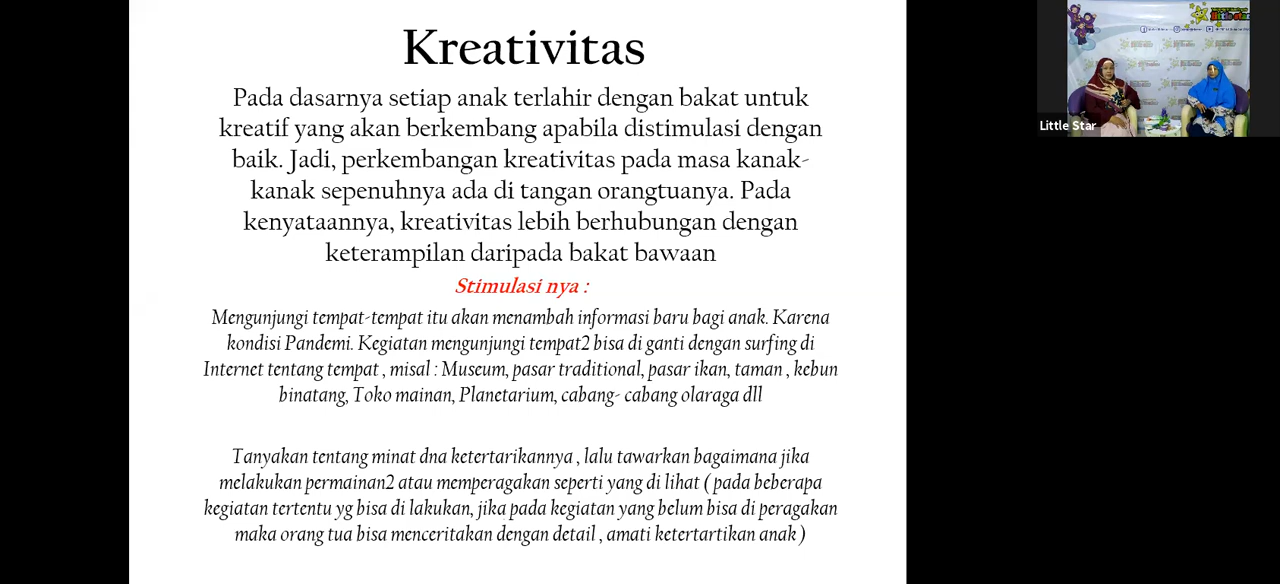 Kreativitas
Pada dasarnya setiap anak terlahir dengan bakat untuk
kreatif yang akan berkembang apabila distimulasi dengan
baik. Jadi, perkembangan kreativitas pada masa kanak-
kanak sepenuhnya ada di tangan orangtuanya. Pada
kenyataannya, kreativitas lebih berhubungan dengan
keterampilan daripada bakat bawaan
Stimulasi nya :
Mengunjungi tempat-tempat itu akan menambah informasi baru bagi anak. Karena
kondisi Pandemi. Kegiatan mengunjungi tempat2 bisa di ganti dengan surfing di
Internet tentang tempat , misal : Museum, pasar traditional, pasar ikan, taman , kebun
binatang, Toko mainan, Planetarium, cabang- cabang olaraga dll
Tanyakan tentang minat dna ketertarikannya , lalu tawarkan bagaimana jika
melakukan permainan2 atau memperagakan seperti yang di lihat ( pada beberapa
kegiatan tertentu yg bisa di lakukan, jika pada kegiatan yang belum bisa di peragakan
maka orang tua bisa menceritakan dengan detail , amati ketertartikan anak )
Little Star